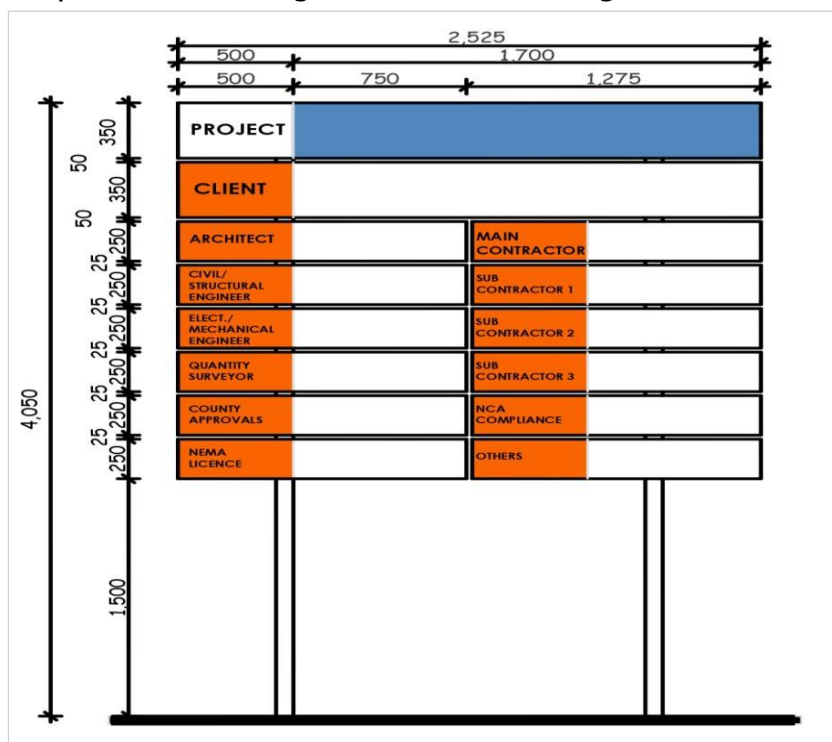 2,525
500 1,700
500 750 1,275
4,050
350
50
350
50
250
25
250
25
250
25
250
25
250
25
250
1,500
PROJECT
CLIENT
ARCHITECT
MAIN
CONTRACTOR
CIVIL/
STRUCTURAL
ENGINEER
SUB
CONTRACTOR 1
ELECT./
MECHANICAL
ENGINEER
SUB
CONTRACTOR 2
QUANTITY
SURVEYOR
SUB
CONTRACTOR 3
COUNTY
APPROVALS
NCA
COMPLIANCE
NEMA
LICENCE
OTHERS